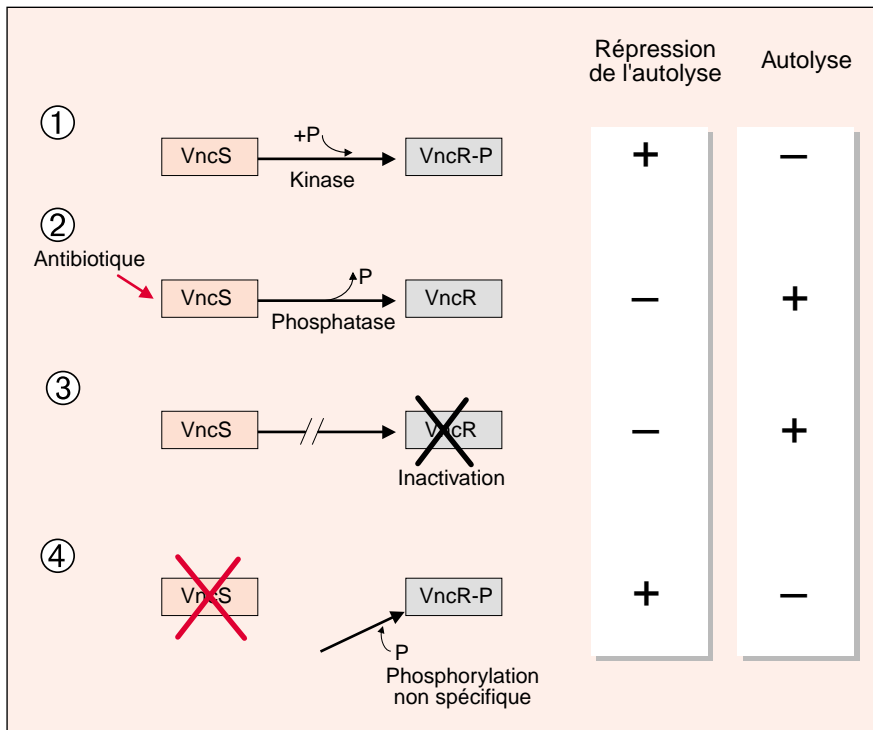 Répression
de l'autolyse
Autolyse
①
VncS
+P
Kinase
VncR-P
+
–
②
Antibiotique
VncS
P
Phosphatase
VncR
–
+
③
VncS
VncR
Inactivation
–
+
④
VncS
VncR-P
P
Phosphorylation
non spécifique
+
–